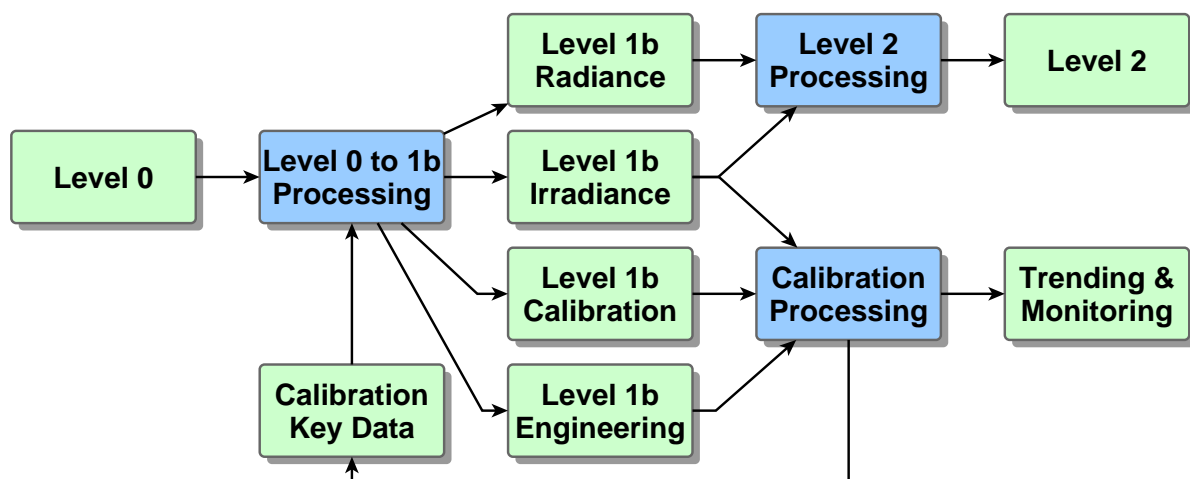 Level 1b
Radiance
Level 2
Processing
Level 2
Level 0
Level 0 to 1b
Processing
Level 1b
Irradiance
Level 1b
Calibration
Calibration
Processing
Trending &
Monitoring
Calibration
Key Data
Level 1b
Engineering